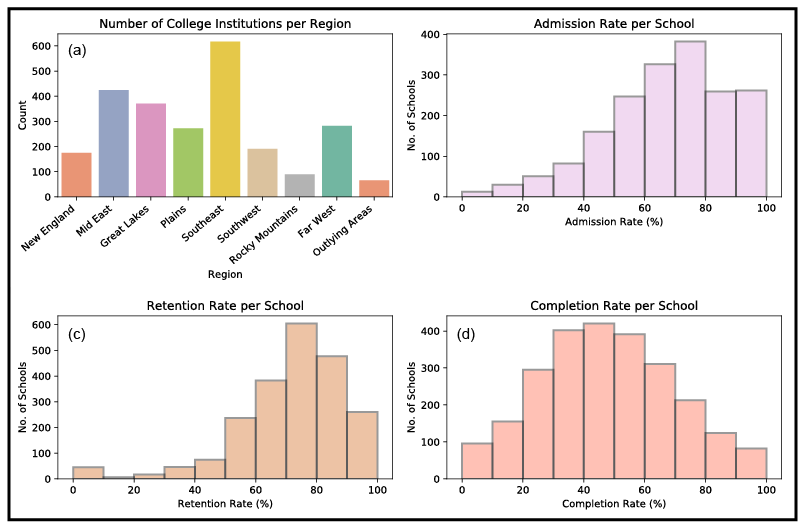 Number of College Institutions per Region
(a)
Count
600
500
400
300
200
100
0
New England
Mid East
Great Lakes
Plains
Southeast
Southwest
Rocky Mountains
Far West
Outlying Areas
Region
Admission Rate per School
No. of Schools
400
300
200
100
0
0 20 40 60 80 100
Admission Rate (%)
Retention Rate per School
(c)
No. of Schools
600
500
400
300
200
100
0
0 20 40 60 80 100
Retention Rate (%)
Completion Rate per School
(d)
No. of Schools
400
300
200
100
0
0 20 40 60 80 100
Completion Rate (%)